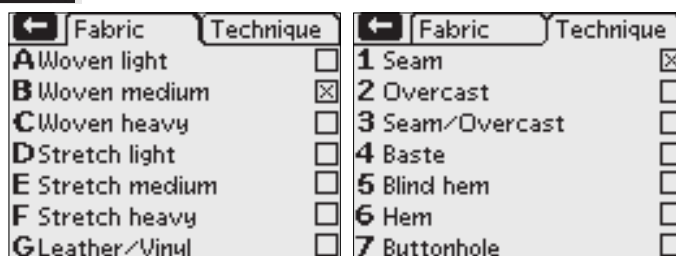 Fabric Technique
A Woven light
B Woven medium
C Woven heavy
D Stretch light
E Stretch medium
F Stretch heavy
G Leather/Vinyl
Fabric Technique
1 Seam
2 Overcast
3 Seam/Overcast
4 Baste
5 Blind hem
6 Hem
7 Buttonhole